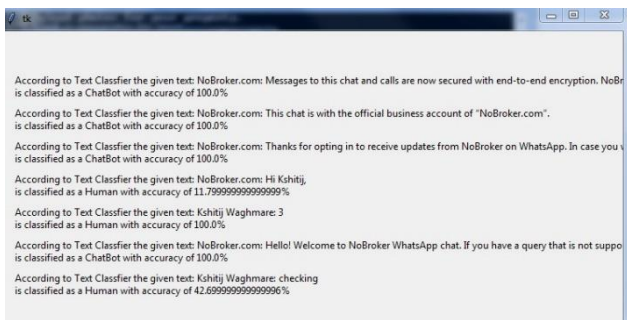 tk
According to Text Classfier the given text: NoBroker.com: Messages to this chat and calls are now secured with end-to-end encryption. NoBr
is classified as a ChatBot with accuracy of 100.0%
According to Text Classfier the given text: NoBroker.com: This chat is with the official business account of "NoBroker.com".
is classified as a ChatBot with accuracy of 100.0%
According to Text Classfier the given text: NoBroker.com: Thanks for opting in to receive updates from NoBroker on WhatsApp. In case you
is classified as a ChatBot with accuracy of 100.0%
According to Text Classfier the given text: NoBroker.com: Hi Kshitij,
is classified as a Human with accuracy of 11.799999999999999%
According to Text Classfier the given text: Kshitij Waghmare: 3
is classified as a Human with accuracy of 100.0%
According to Text Classfier the given text: NoBroker.com: Hello! Welcome to NoBroker WhatsApp chat. If you have a query that is not suppo
is classified as a ChatBot with accuracy of 100.0%
According to Text Classfier the given text: Kshitij Waghmare: checking
is classified as a Human with accuracy of 42.699999999999996%